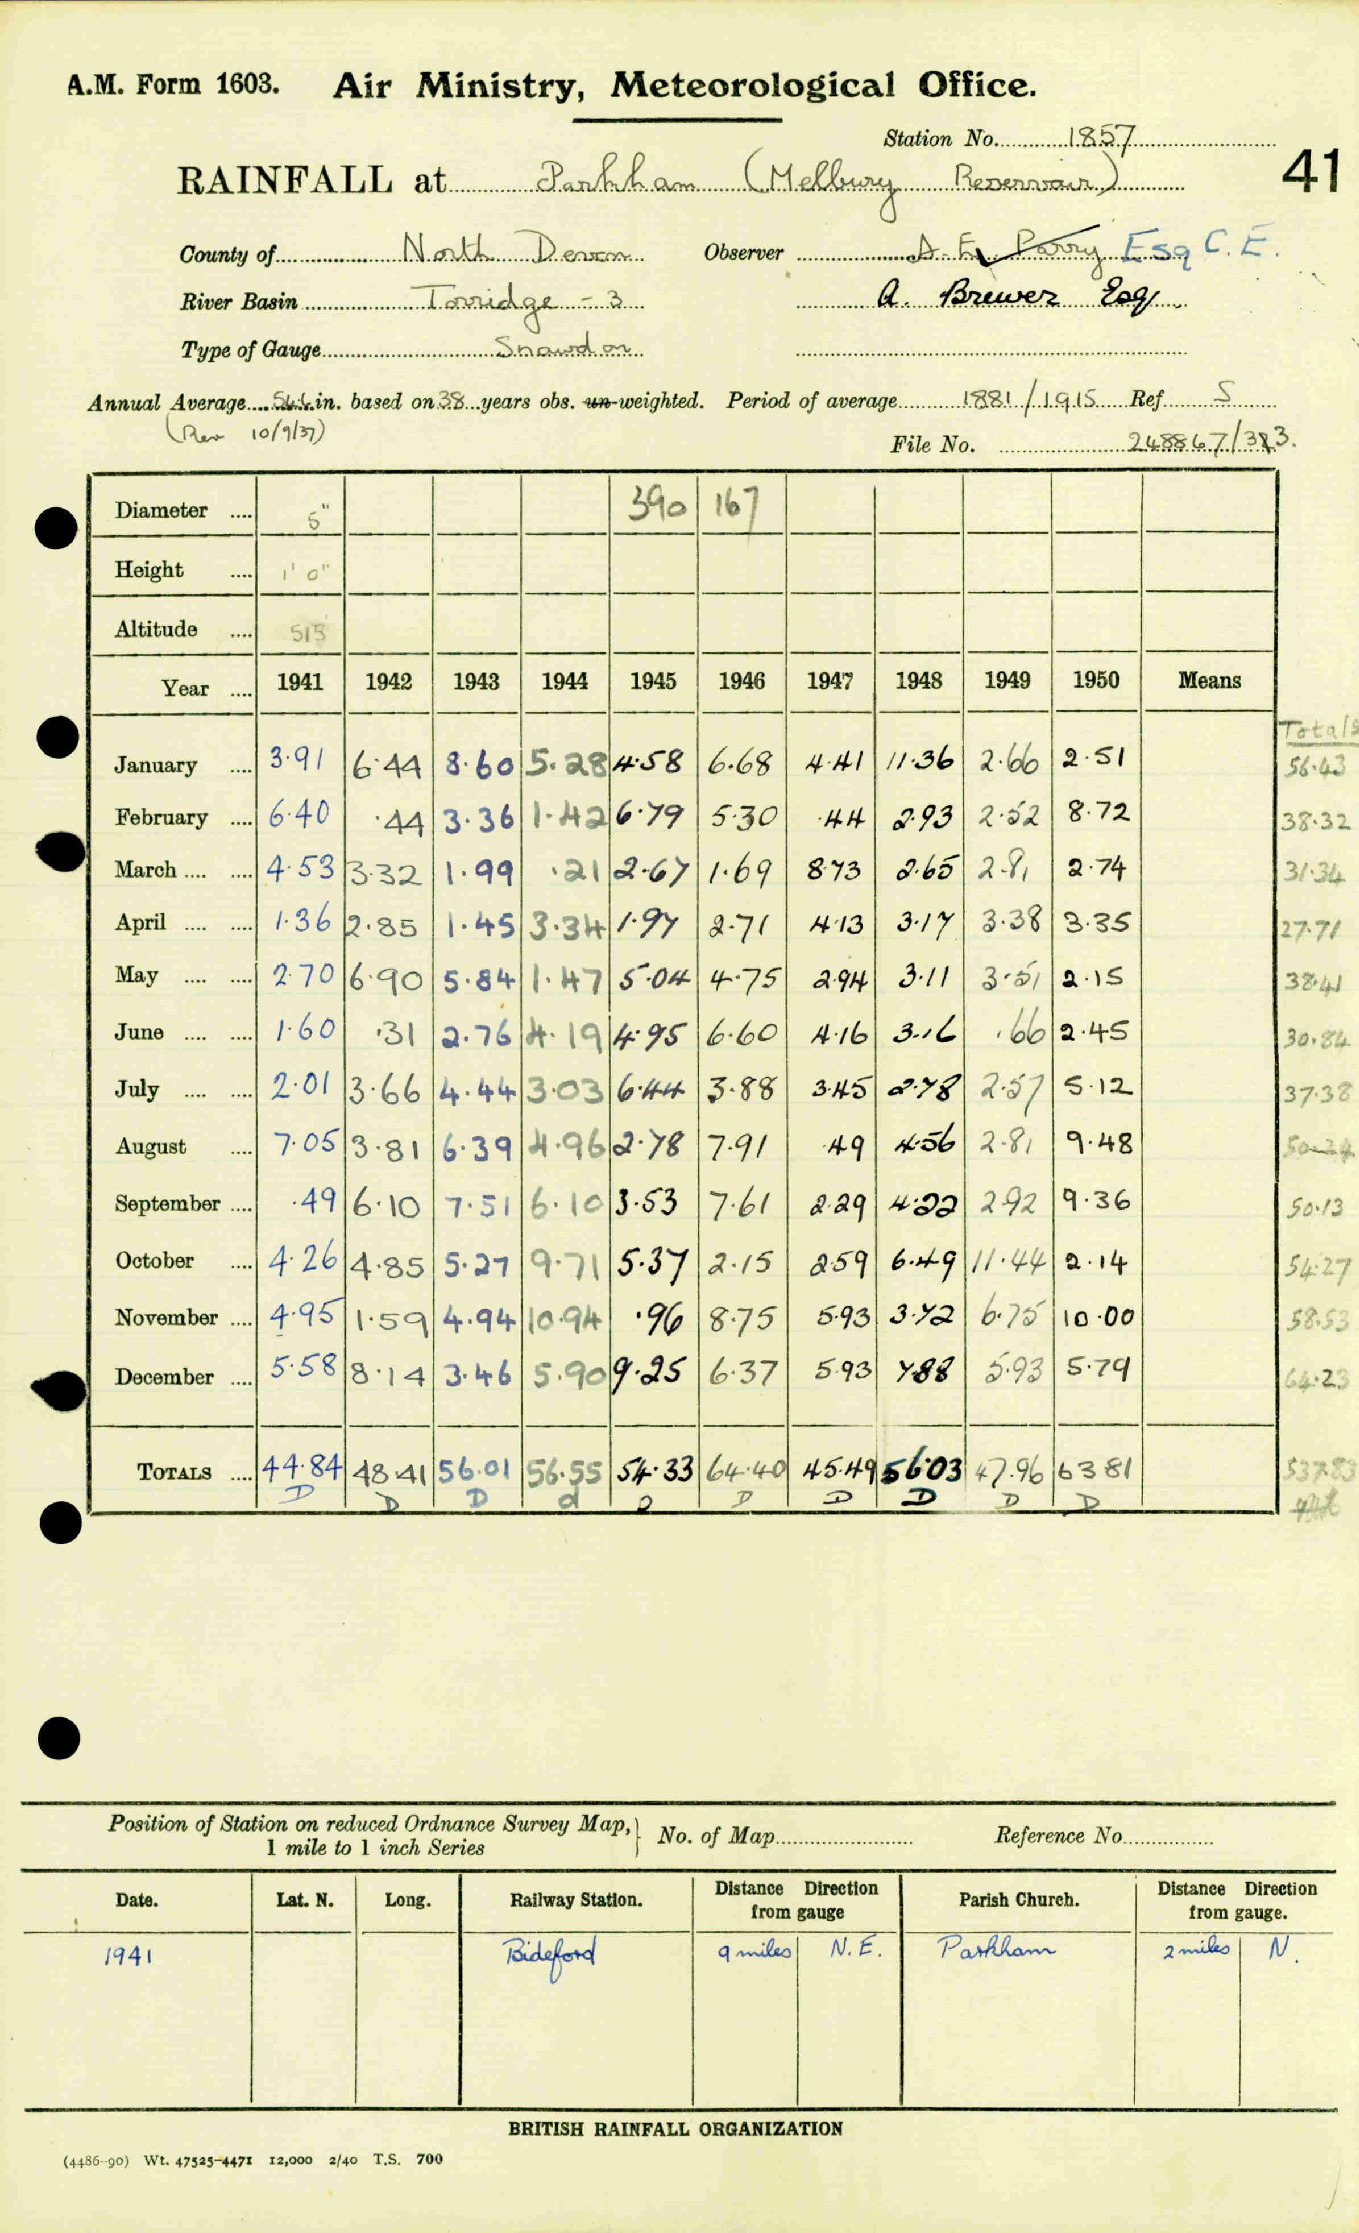 A.M. Form 1603. Air Ministry, Meteorological Office.
Station No. 1857
41
RAINFALL at Parkham (Melbury Reservoir)
County of North Devon Observer A. E. Parry Esq C.E.
River Basin Torridge - 3 A. Brewer Esq
Type of Gauge Snowdon
Annual Average 54.6 in. based on 38 years obs. un-weighted. Period of average 1881/1915 Ref S
(Rev 10/9/37) File No. 248867/38 3.
Diameter .... 5" 390 167
Height .... 1' 0"
Altitude .... 515
Year .... 1941 1942 1943 1944 1945 1946 1947 1948 1949 1950 Means
Totals
January .... 3.91 6.44 8.60 5.28 4.58 6.68 4.41 11.36 2.66 2.51 56.43
February .... 6.40 .44 3.36 1.42 6.79 5.30 .44 2.93 2.52 8.72 38.32
March .... .... 4.53 3.32 1.99 .21 2.67 1.69 8.73 2.65 2.81 2.74 31.34
April .... .... 1.36 2.85 1.45 3.34 1.97 2.71 4.13 3.17 3.38 3.35 27.71
May .... .... 2.70 6.90 5.84 1.47 5.04 4.75 2.94 3.11 3.51 2.15 38.41
June .... .... 1.60 .31 2.76 4.19 4.95 6.60 4.16 3.16 .66 2.45 30.84
July .... .... 2.01 3.66 4.44 3.03 6.44 3.88 3.45 2.78 2.57 5.12 37.38
August .... 7.05 3.81 6.39 4.96 2.78 7.91 .49 4.56 2.81 9.48 50.24
September .... .49 6.10 7.51 6.10 3.53 7.61 2.29 4.22 2.92 9.36 50.13
October .... 4.26 4.85 5.27 9.71 5.37 2.15 2.59 6.49 11.44 2.14 54.27
November .... 4.95 1.59 4.94 10.94 .96 8.75 5.93 3.72 6.75 10.00 58.53
December .... 5.58 8.14 3.46 5.90 9.25 6.37 5.93 7.88 5.93 5.79 64.23
TOTALS .... 44.84 48.41 56.01 56.55 54.33 64.40 45.49 56.03 47.96 63 81 537.83
D D D d D D D D D D
Position of Station on reduced Ordnance Survey Map, No. of Map Reference No
1 mile to 1 inch Series
Date. Lat. N. Long. Railway Station. Distance Direction from gauge Parish Church. Distance Direction from gauge.
1941 Bideford 9 miles N.E. Parkham 2 miles N.
BRITISH RAINFALL ORGANIZATION
(4486-90) Wt. 47525-4471 12,000 2/40 T.S. 700